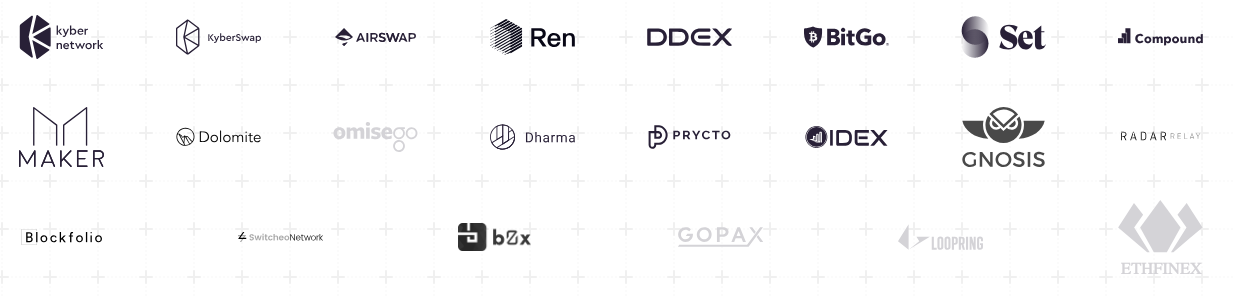 kyber
network
KyberSwap
AIRSWAP
Ren
DDEX
BitGo
Set
Compound
MAKER
Dolomite
omisego
Dharma
PRYCTO
IDEX
GNOSIS
RADAR RELAY
Blockfolio
SwitcheoNetwork
b0x
GOPAX
LOOPRING
ETHFINEX